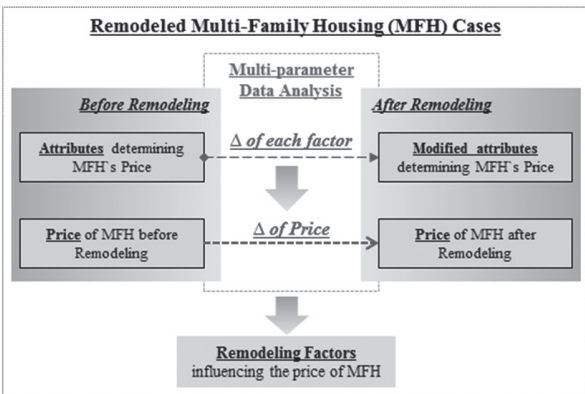 Remodeled Multi-Family Housing (MFH) Cases
Multi-parameter
Data Analysis
Before Remodeling
After Remodeling
Attributes determining
MFH`s Price
Δ of each factor
Modified attributes
determining MFH`s Price
Price of MFH before
Remodeling
Δ of Price
Price of MFH after
Remodeling
Remodeling Factors
influencing the price of MFH